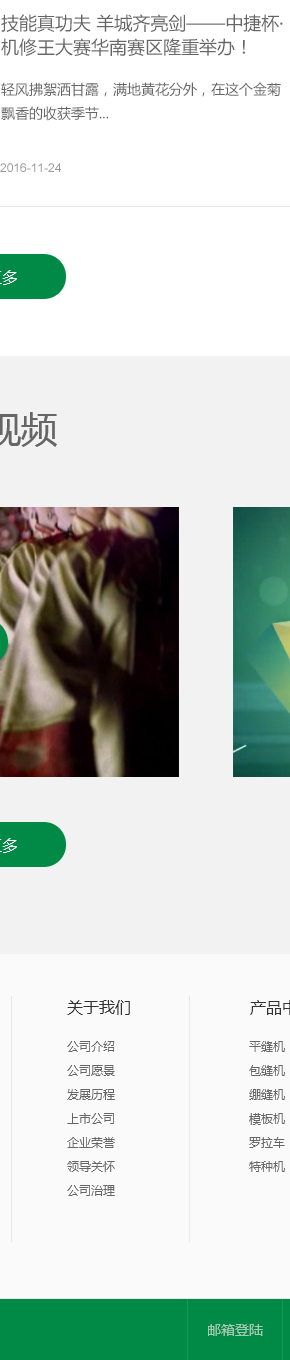 技能真功夫 羊城齐亮剑——中捷杯·
机修王大赛华南赛区隆重举办！
轻风拂絮洒甘露，满地黄花分外，在这个金菊
飘香的收获季节...
2016-11-24
多
视频
多
关于我们
公司介绍
公司愿景
发展历程
上市公司
企业荣誉
领导关怀
公司治理
产品中
平缝机
包缝机
绷缝机
模板机
罗拉车
特种机
邮箱登陆